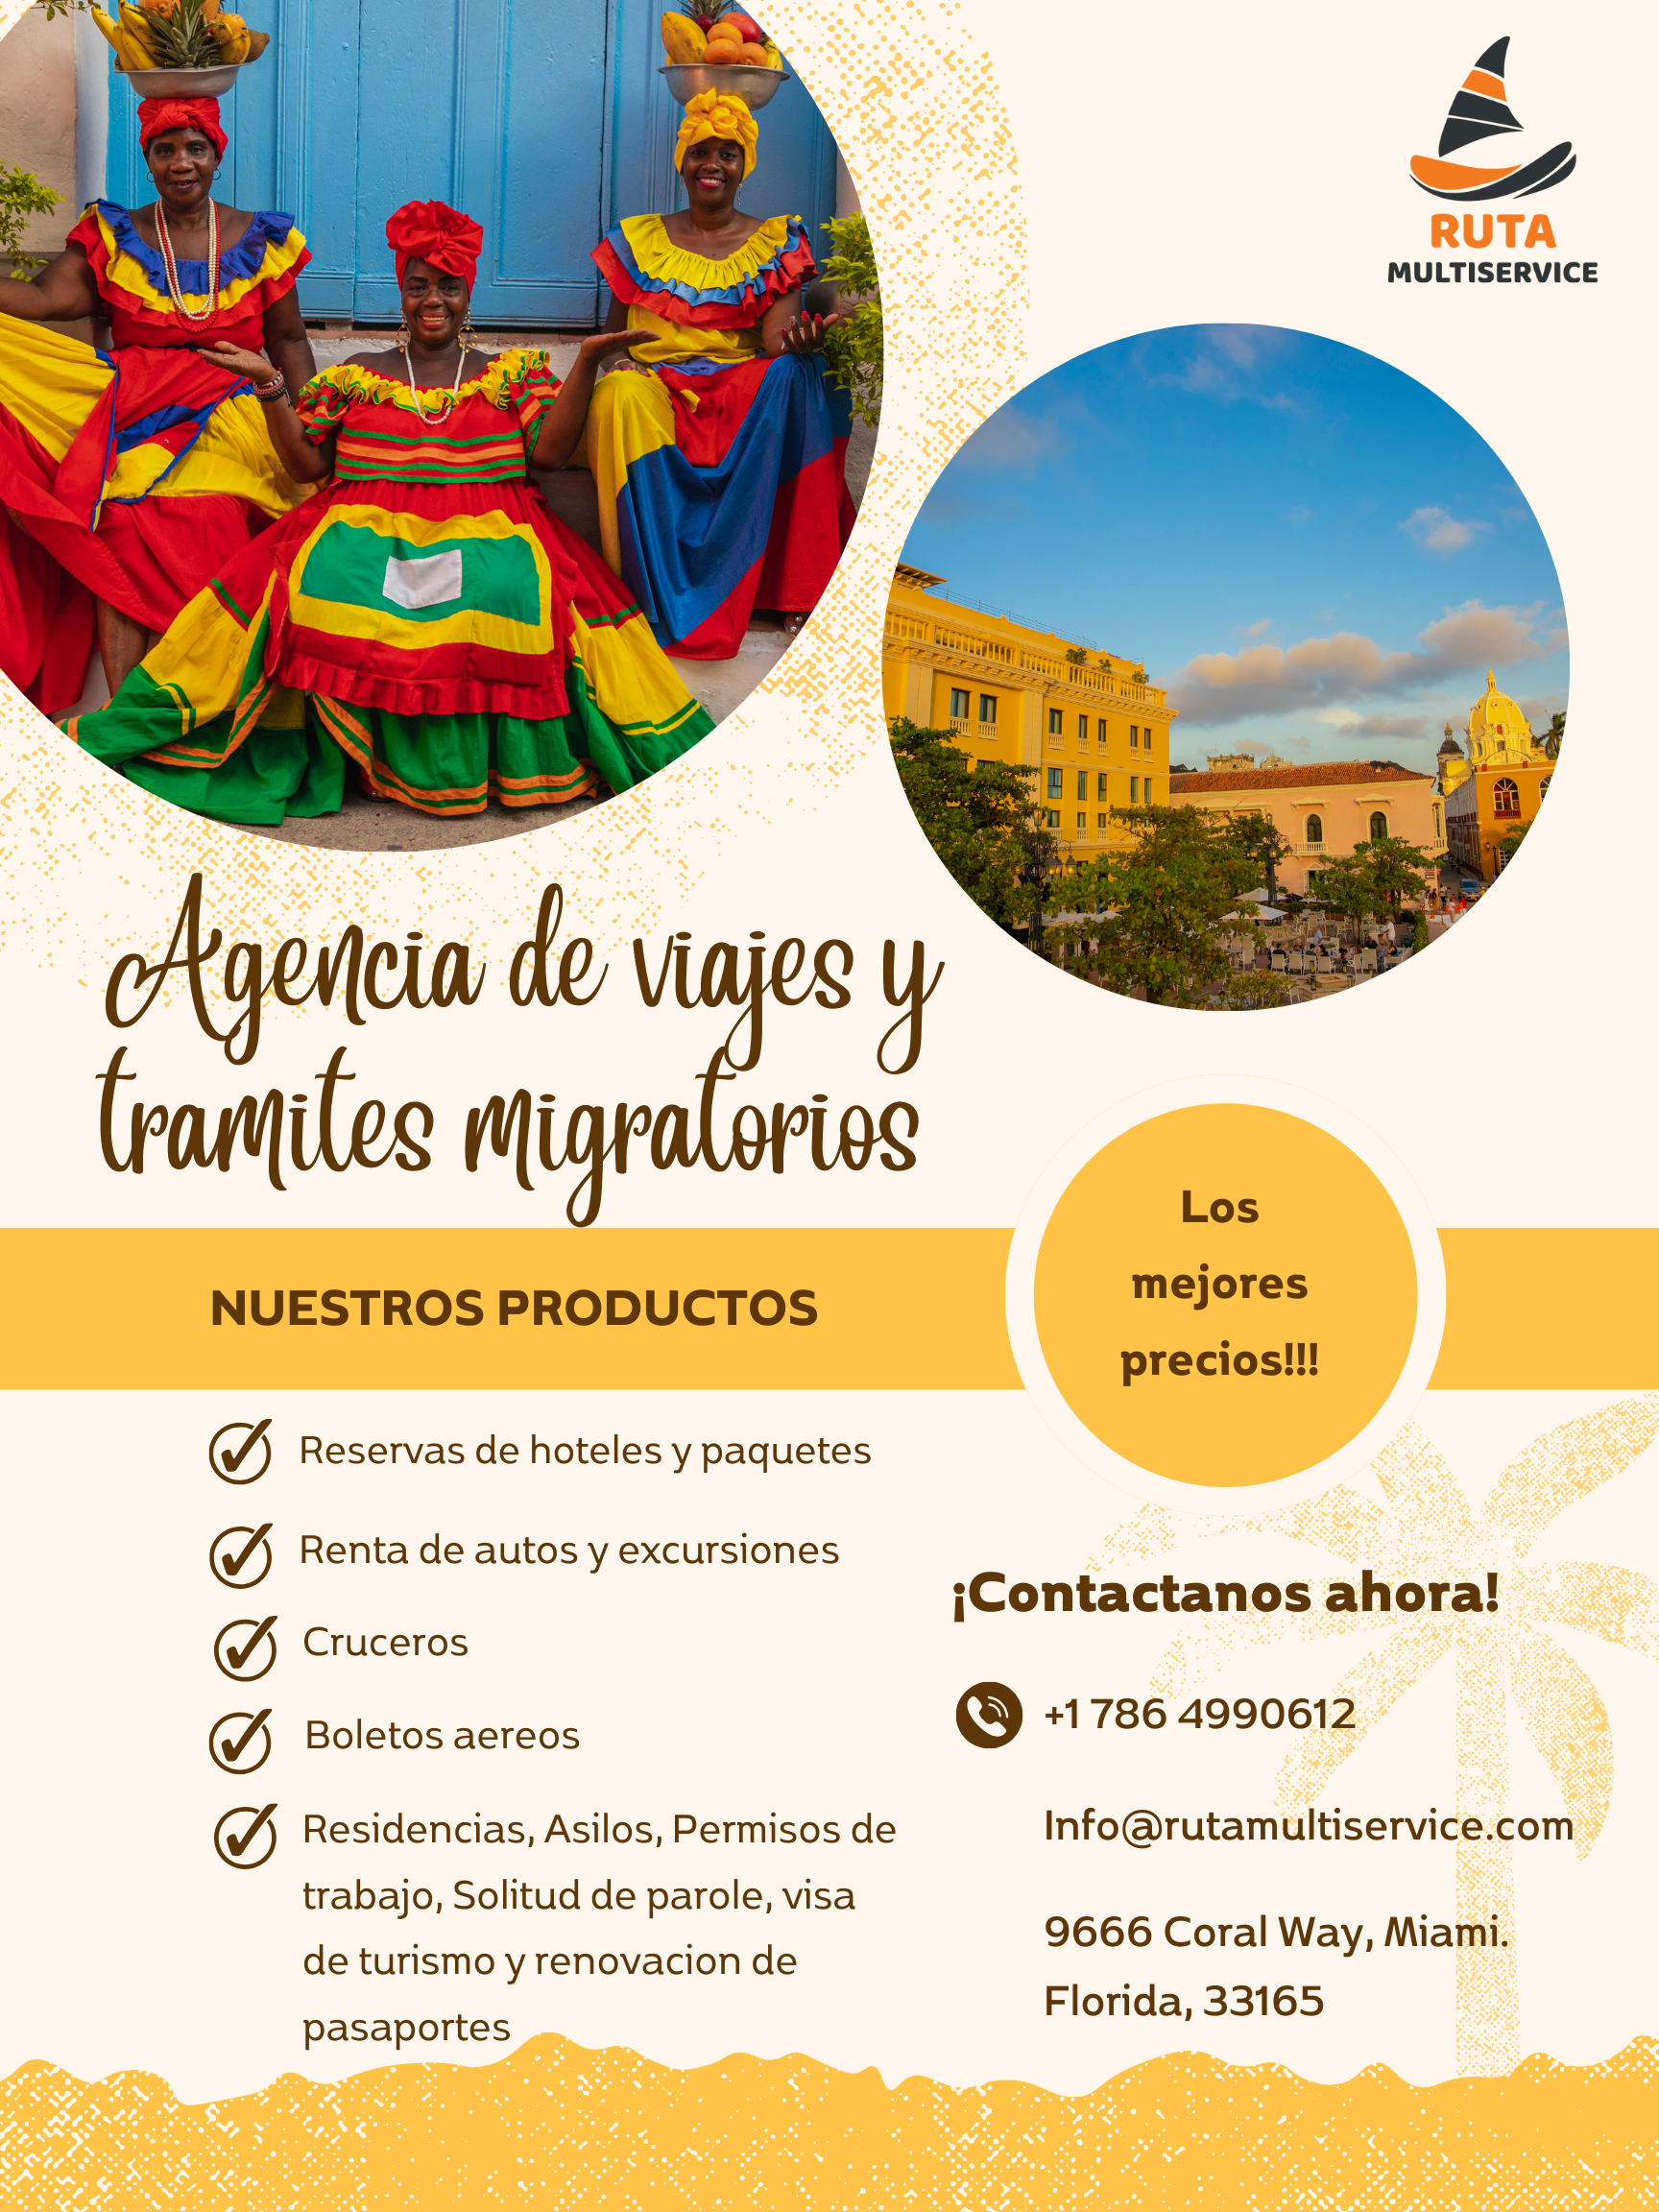 RUTA
MULTISERVICE
Agencia de viajes y
tramites migratorios
NUESTROS PRODUCTOS
Los
mejores
precios!!!
Reservas de hoteles y paquetes
Renta de autos y excursiones
Cruceros
Boletos aereos
Residencias, Asilos, Permisos de
trabajo, Solitud de parole, visa
de turismo y renovacion de
pasaportes
¡Contactanos ahora!
+1 786 4990612
Info@rutamultiservice.com
9666 Coral Way, Miami.
Florida, 33165